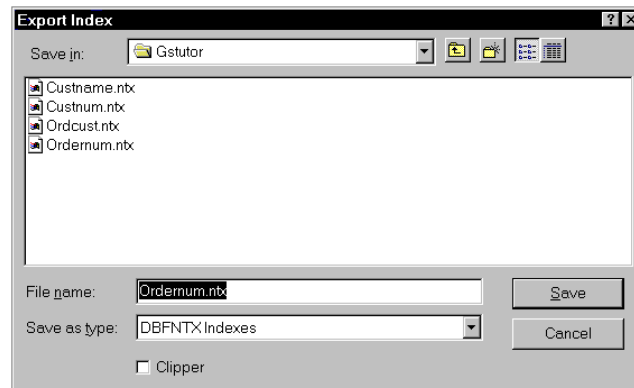 Export Index
Save in: Gstutor
Custname.ntx
Custnum.ntx
Ordcust.ntx
Ordernum.ntx
File name: Ordernum.ntx Save
Save as type: DBFNTX Indexes Cancel
Clipper